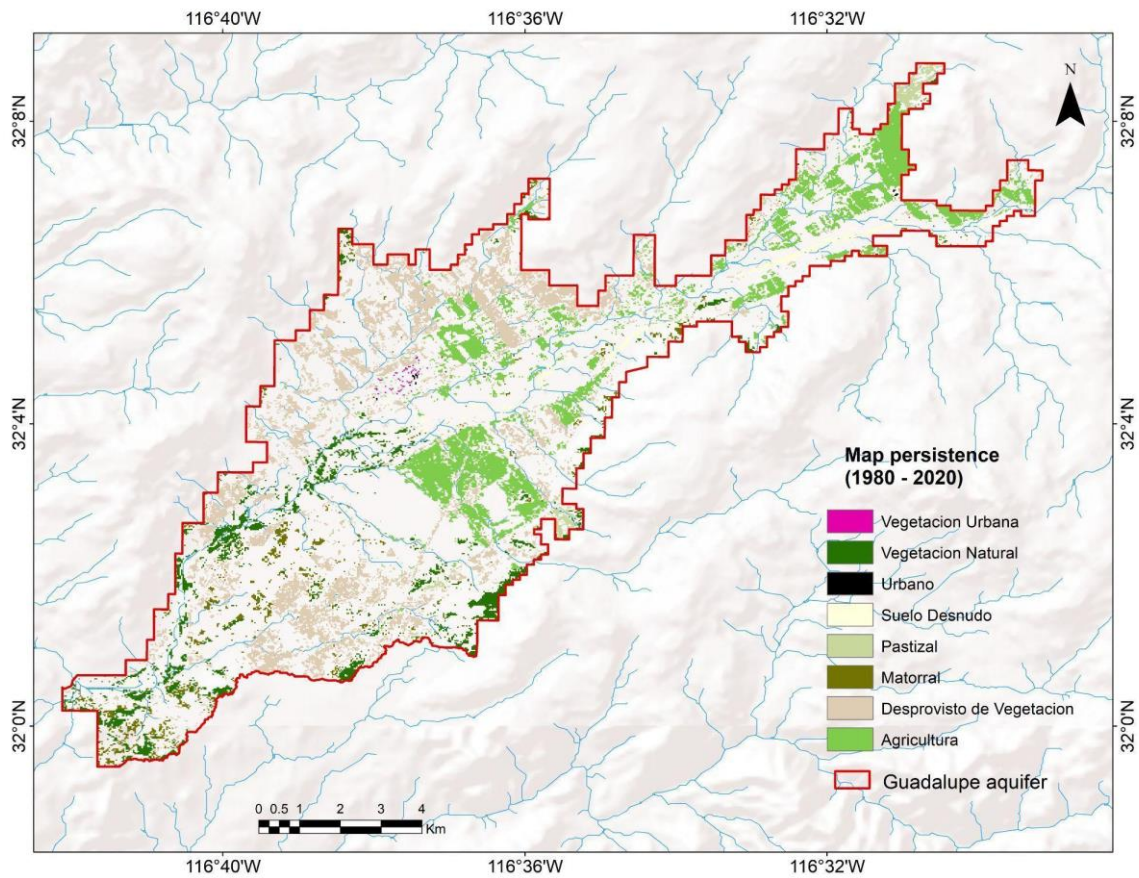 116°40'W 116°36'W 116°32'W
N
32°8'N 32°8'N
32°4'N 32°4'N
Map persistence
(1980 - 2020)
Vegetacion Urbana
Vegetacion Natural
Urbano
Suelo Desnudo
Pastizal
Matorral
Desprovisto de Vegetacion
Agricultura
Guadalupe aquifer
32°0'N 32°0'N
0 0.5 1 2 3 4
Km
116°40'W 116°36'W 116°32'W